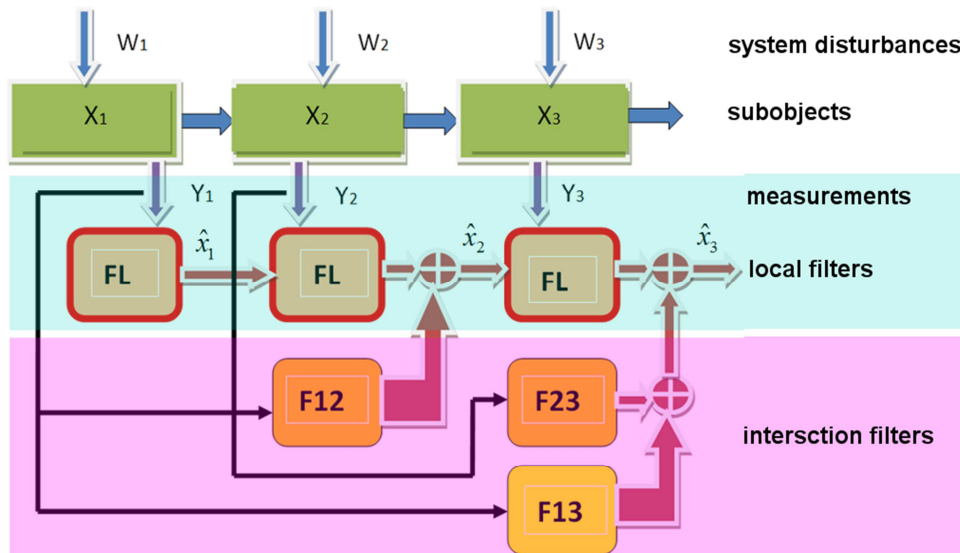 W₁ W₂ W₃ system disturbances
X₁ X₂ X₃ subobjects
Y₁ Y₂ Y₃ measurements
FL x̂₁ FL x̂₂ FL x̂₃ local filters
F12 F23 intersction filters
F13